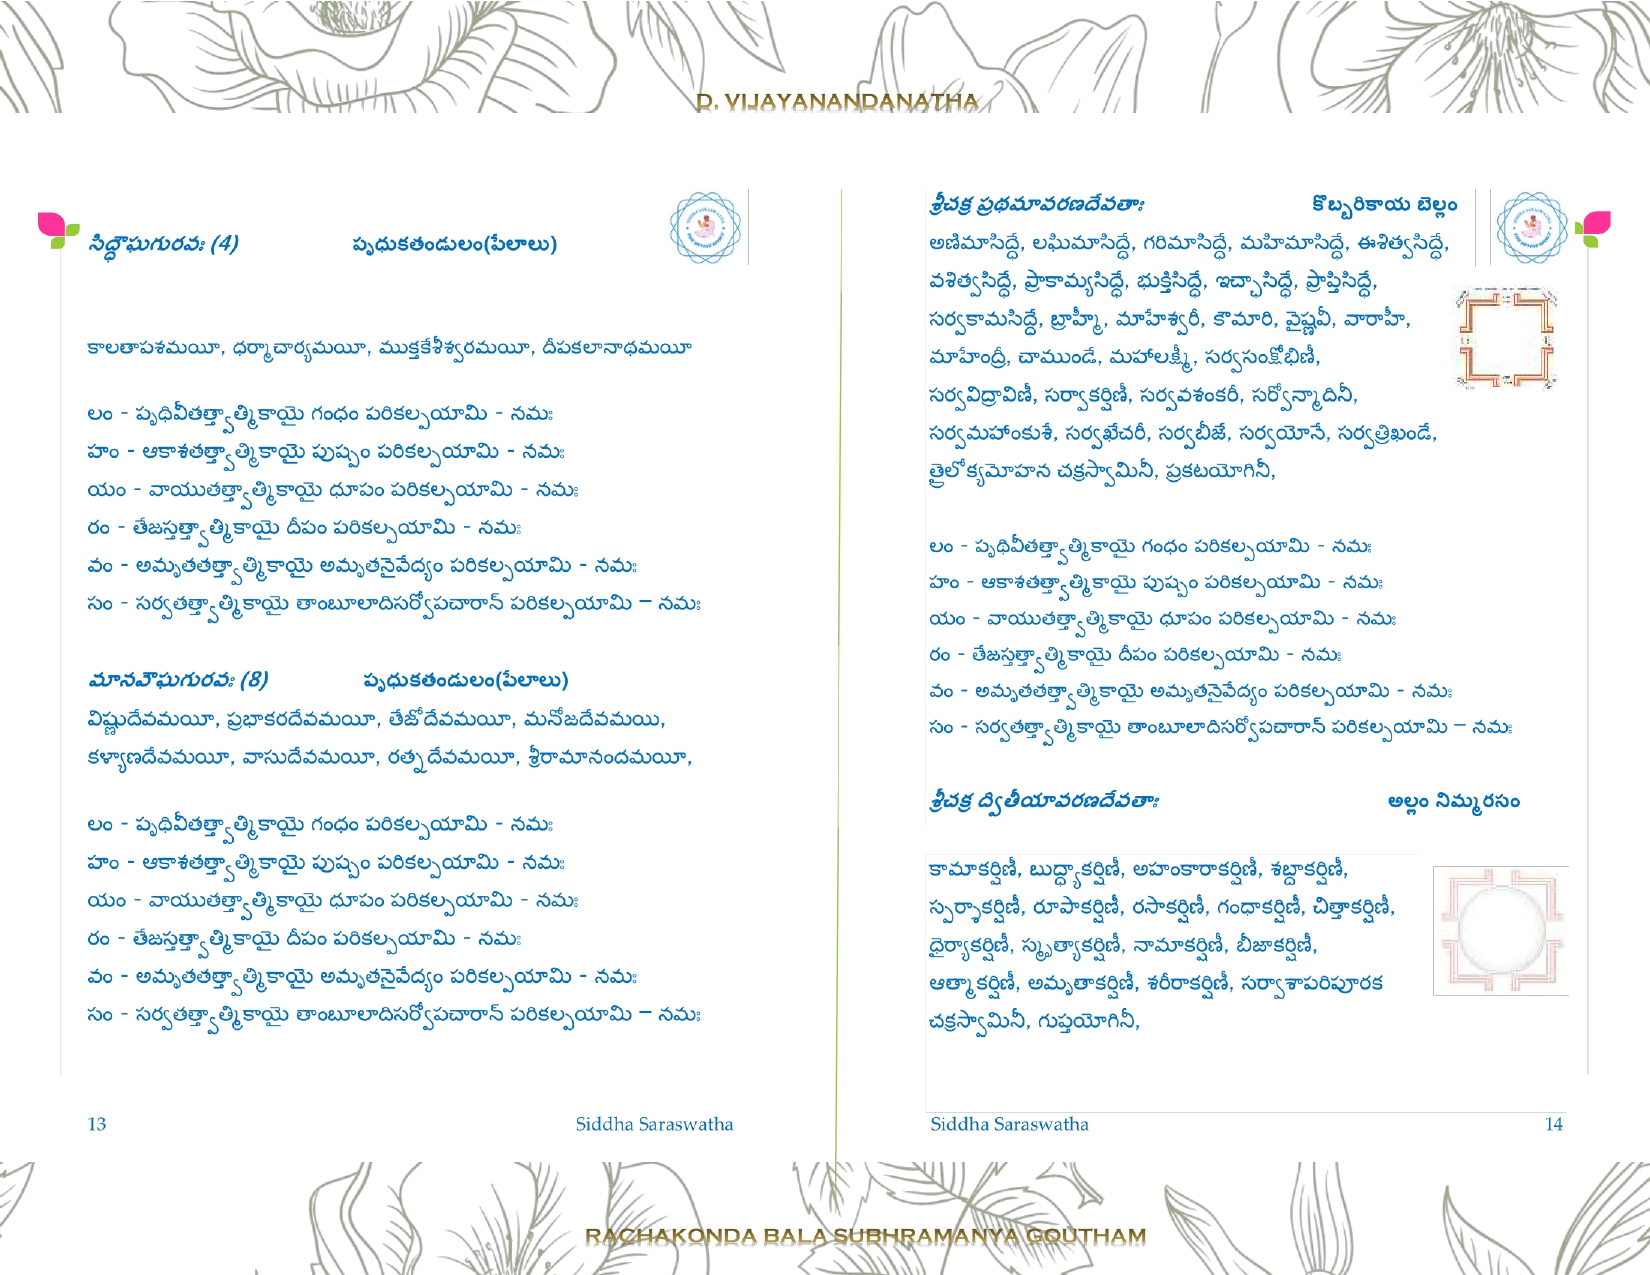 D. VIJAYANANDANATHA
సిద్ధౌఘగురవః (4) పృథుకతండులం(పేలాలు)
కాలతాపశమయీ, ధర్మాచార్యమయీ, ముక్తకేశీశ్వరమయీ, దీపకలానాథమయీ
లం - పృథివీతత్త్వాత్మికాయై గంధం పరికల్పయామి - నమః
హం - ఆకాశతత్త్వాత్మికాయై పుష్పం పరికల్పయామి - నమః
యం - వాయుతత్త్వాత్మికాయై ధూపం పరికల్పయామి - నమః
రం - తేజస్తత్త్వాత్మికాయై దీపం పరికల్పయామి - నమః
వం - అమృతతత్త్వాత్మికాయై అమృతనైవేద్యం పరికల్పయామి - నమః
సం - సర్వతత్త్వాత్మికాయై తాంబూలాదిసర్వోపచారాన్ పరికల్పయామి – నమః
మానవౌఘగురవః (8) పృథుకతండులం(పేలాలు)
విష్ణుదేవమయీ, ప్రభాకరదేవమయీ, తేజోదేవమయీ, మనోజదేవమయి,
కళ్యాణదేవమయీ, వాసుదేవమయీ, రత్నదేవమయీ, శ్రీరామానందమయీ,
లం - పృథివీతత్త్వాత్మికాయై గంధం పరికల్పయామి - నమః
హం - ఆకాశతత్త్వాత్మికాయై పుష్పం పరికల్పయామి - నమః
యం - వాయుతత్త్వాత్మికాయై ధూపం పరికల్పయామి - నమః
రం - తేజస్తత్త్వాత్మికాయై దీపం పరికల్పయామి - నమః
వం - అమృతతత్త్వాత్మికాయై అమృతనైవేద్యం పరికల్పయామి - నమః
సం - సర్వతత్త్వాత్మికాయై తాంబూలాదిసర్వోపచారాన్ పరికల్పయామి – నమః
13 Siddha Saraswatha
శ్రీచక్ర ప్రథమావరణదేవతాః కొబ్బరికాయ బెల్లం
అణిమాసిద్ధే, లఘిమాసిద్ధే, గరిమాసిద్ధే, మహిమాసిద్ధే, ఈశిత్వసిద్ధే,
వశిత్వసిద్ధే, ప్రాకామ్యసిద్ధే, భుక్తిసిద్ధే, ఇచ్ఛాసిద్ధే, ప్రాప్తిసిద్ధే,
సర్వకామసిద్ధే, బ్రాహ్మీ, మాహేశ్వరీ, కౌమారి, వైష్ణవీ, వారాహీ,
మాహేంద్రీ, చాముండే, మహాలక్ష్మీ, సర్వసంక్షోభిణీ,
సర్వవిద్రావిణీ, సర్వాకర్షిణీ, సర్వవశంకరీ, సర్వోన్మాదినీ,
సర్వమహాంకుశే, సర్వఖేచరీ, సర్వబీజే, సర్వయోనే, సర్వత్రిఖండే,
త్రైలోక్యమోహన చక్రస్వామినీ, ప్రకటయోగినీ,
లం - పృథివీతత్త్వాత్మికాయై గంధం పరికల్పయామి - నమః
హం - ఆకాశతత్త్వాత్మికాయై పుష్పం పరికల్పయామి - నమః
యం - వాయుతత్త్వాత్మికాయై ధూపం పరికల్పయామి - నమః
రం - తేజస్తత్త్వాత్మికాయై దీపం పరికల్పయామి - నమః
వం - అమృతతత్త్వాత్మికాయై అమృతనైవేద్యం పరికల్పయామి - నమః
సం - సర్వతత్త్వాత్మికాయై తాంబూలాదిసర్వోపచారాన్ పరికల్పయామి – నమః
శ్రీచక్ర ద్వితీయావరణదేవతాః అల్లం నిమ్మరసం
కామాకర్షిణీ, బుద్ధ్యాకర్షిణీ, అహంకారాకర్షిణీ, శబ్దాకర్షిణీ,
స్పర్శాకర్షిణీ, రూపాకర్షిణీ, రసాకర్షిణీ, గంధాకర్షిణీ, చిత్తాకర్షిణీ,
ధైర్యాకర్షిణీ, స్మృత్యాకర్షిణీ, నామాకర్షిణీ, బీజాకర్షిణీ,
ఆత్మాకర్షిణీ, అమృతాకర్షిణీ, శరీరాకర్షిణీ, సర్వాశాపరిపూరక
చక్రస్వామినీ, గుప్తయోగినీ,
Siddha Saraswatha 14
RACHAKONDA BALA SUBHRAMANYA GOUTHAM